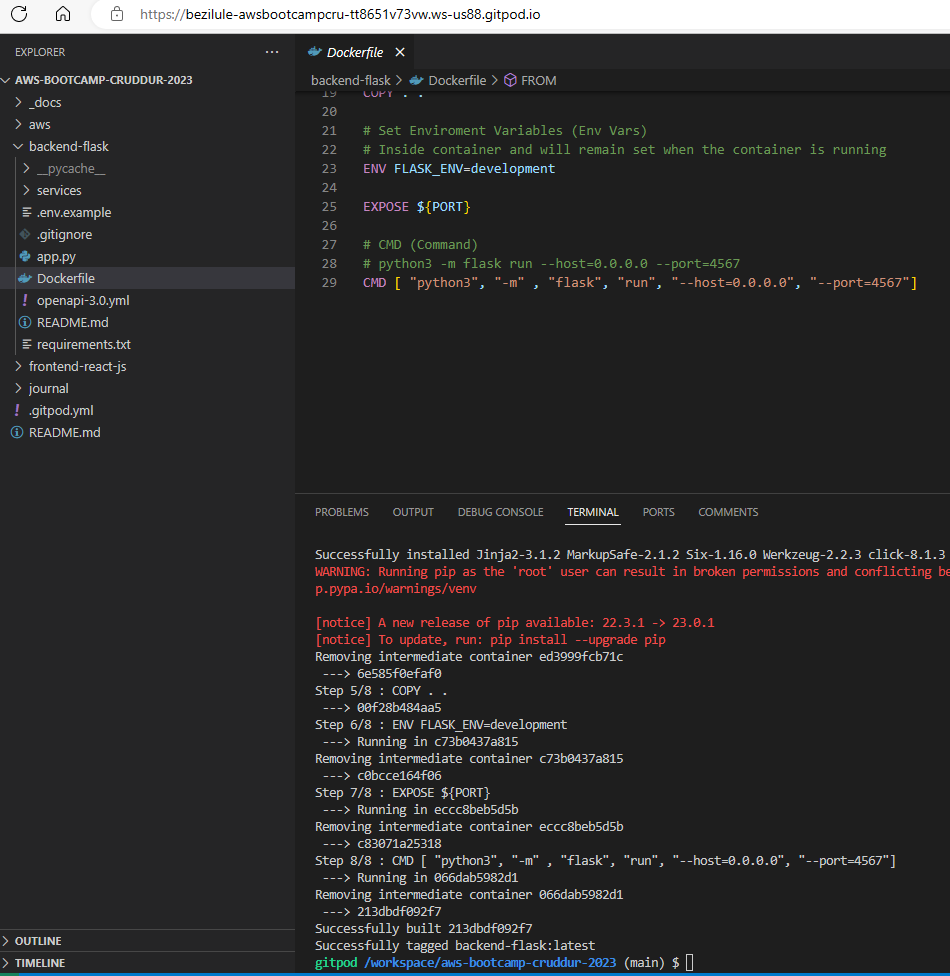 https://bezilule-awsbootcampcru-tt8651v73vw.ws-us88.gitpod.io
EXPLORER
AWS-BOOTCAMP-CRUDDUR-2023
_docs
aws
backend-flask
__pycache__
services
.env.example
.gitignore
app.py
Dockerfile
openapi-3.0.yml
README.md
requirements.txt
frontend-react-js
journal
.gitpod.yml
README.md
OUTLINE
TIMELINE
Dockerfile
backend-flask > Dockerfile > FROM
19 COPY . .
20
21 # Set Enviroment Variables (Env Vars)
22 # Inside container and will remain set when the container is running
23 ENV FLASK_ENV=development
24
25 EXPOSE ${PORT}
26
27 # CMD (Command)
28 # python3 -m flask run --host=0.0.0.0 --port=4567
29 CMD [ "python3", "-m" , "flask", "run", "--host=0.0.0.0", "--port=4567"]
PROBLEMS OUTPUT DEBUG CONSOLE TERMINAL PORTS COMMENTS
Successfully installed Jinja2-3.1.2 MarkupSafe-2.1.2 Six-1.16.0 Werkzeug-2.2.3 click-8.1.3
WARNING: Running pip as the 'root' user can result in broken permissions and conflicting be
p.pypa.io/warnings/venv
[notice] A new release of pip available: 22.3.1 -> 23.0.1
[notice] To update, run: pip install --upgrade pip
Removing intermediate container ed3999fcb71c
---> 6e585f0efaf0
Step 5/8 : COPY . .
---> 00f28b484aa5
Step 6/8 : ENV FLASK_ENV=development
---> Running in c73b0437a815
Removing intermediate container c73b0437a815
---> c0bcce164f06
Step 7/8 : EXPOSE ${PORT}
---> Running in eccc8beb5d5b
Removing intermediate container eccc8beb5d5b
---> c83071a25318
Step 8/8 : CMD [ "python3", "-m" , "flask", "run", "--host=0.0.0.0", "--port=4567"]
---> Running in 066dab5982d1
Removing intermediate container 066dab5982d1
---> 213dbdf092f7
Successfully built 213dbdf092f7
Successfully tagged backend-flask:latest
gitpod /workspace/aws-bootcamp-cruddur-2023 (main) $